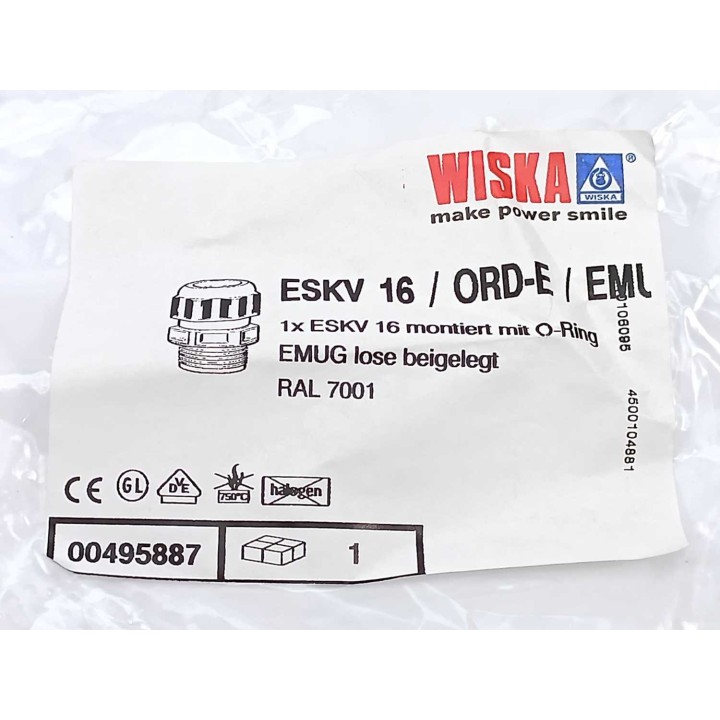 WISKA
WISKA
®
make power smile
ESKV 16 / ORD-E / EMU
1x ESKV 16 montiert mit O-Ring
EMUG lose beigelegt
RAL 7001
4500104881
CE GL DVE 750°C halogen
00495887 1